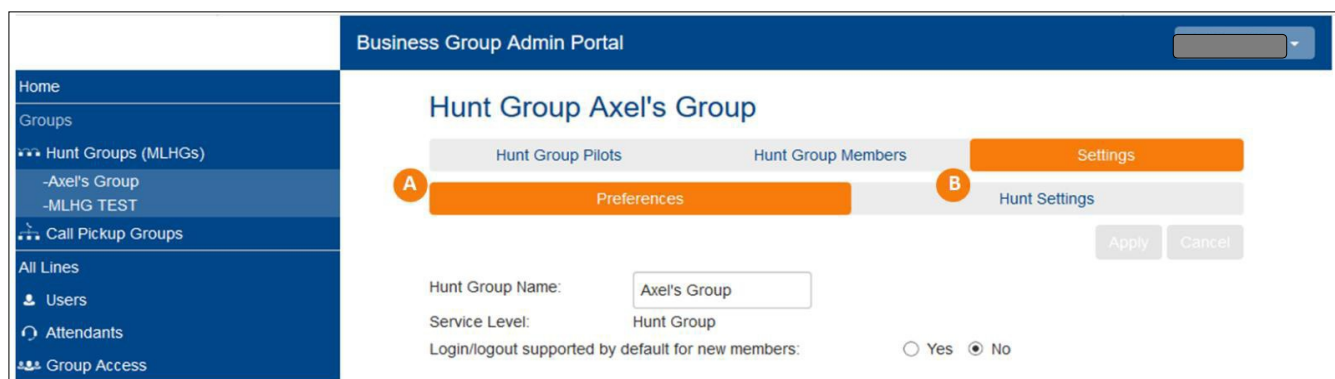 Business Group Admin Portal
Home
Groups
Hunt Groups (MLHGs)
-Axel's Group
-MLHG TEST
Call Pickup Groups
All Lines
Users
Attendants
Group Access
Hunt Group Axel's Group
Hunt Group Pilots Hunt Group Members Settings
A Preferences B Hunt Settings
Apply Cancel
Hunt Group Name: Axel's Group
Service Level: Hunt Group
Login/logout supported by default for new members: Yes No